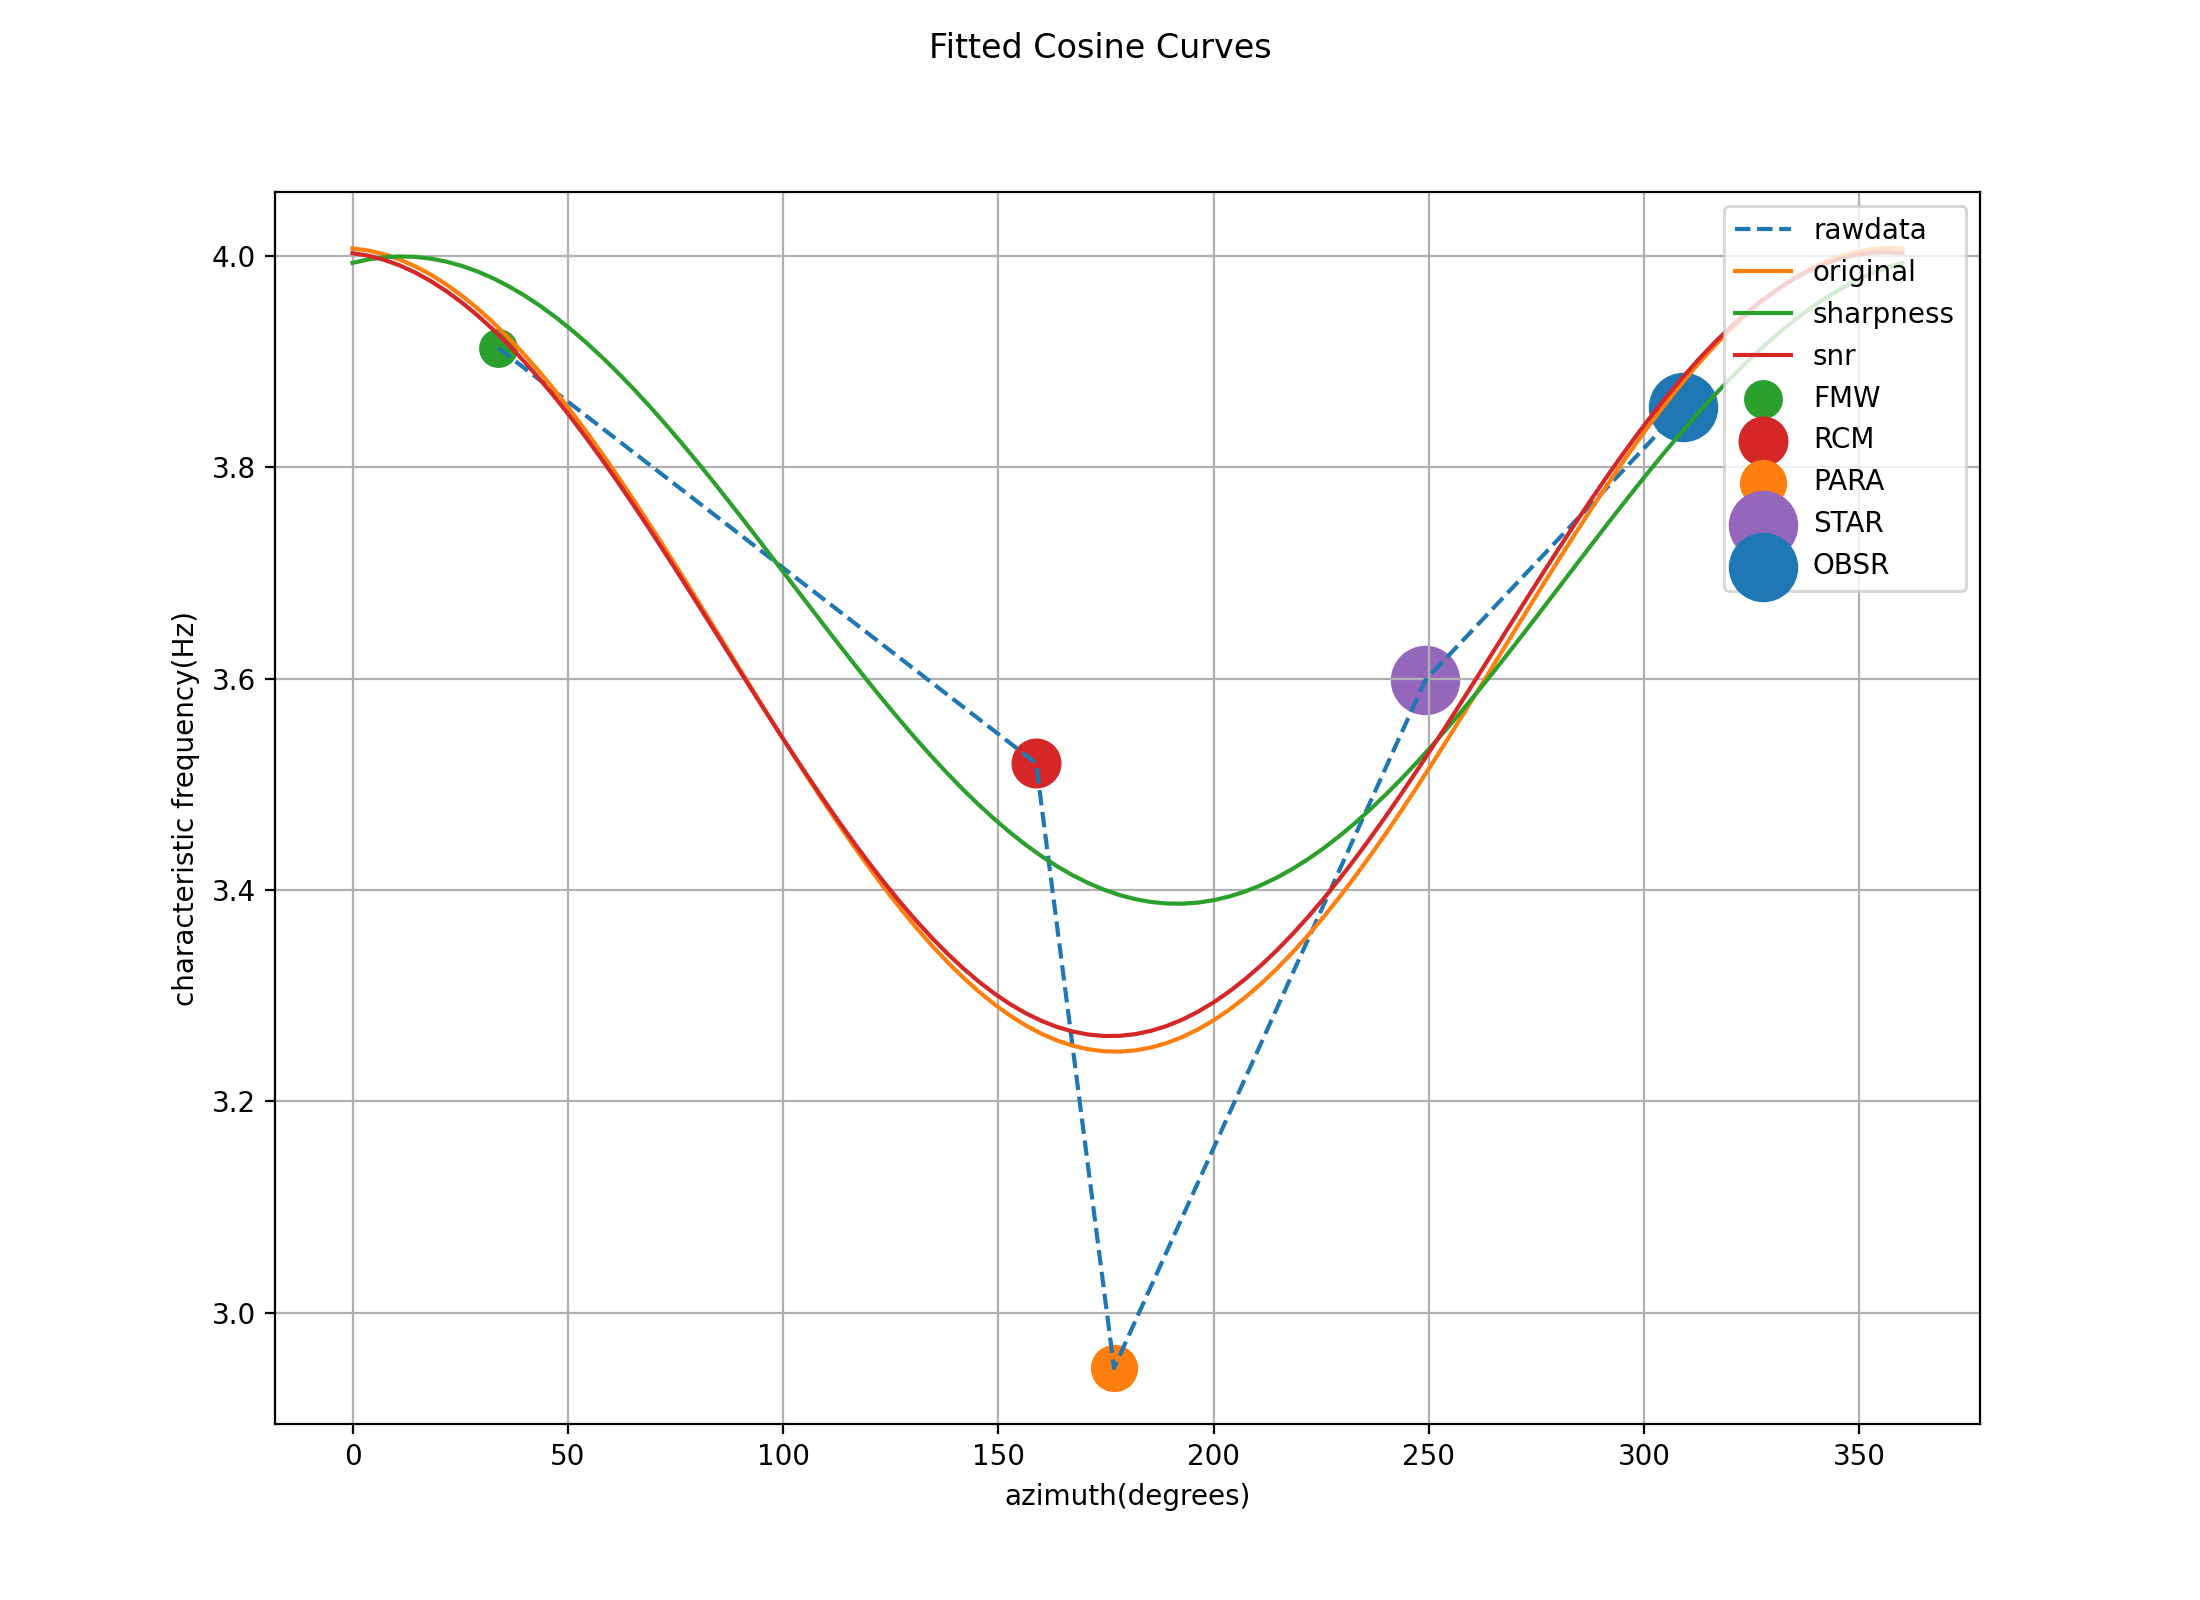 Fitted Cosine Curves
rawdata
original
sharpness
snr
FMW
RCM
PARA
STAR
OBSR
characteristic frequency(Hz)
4.0
3.8
3.6
3.4
3.2
3.0
0 50 100 150 200 250 300 350
azimuth(degrees)